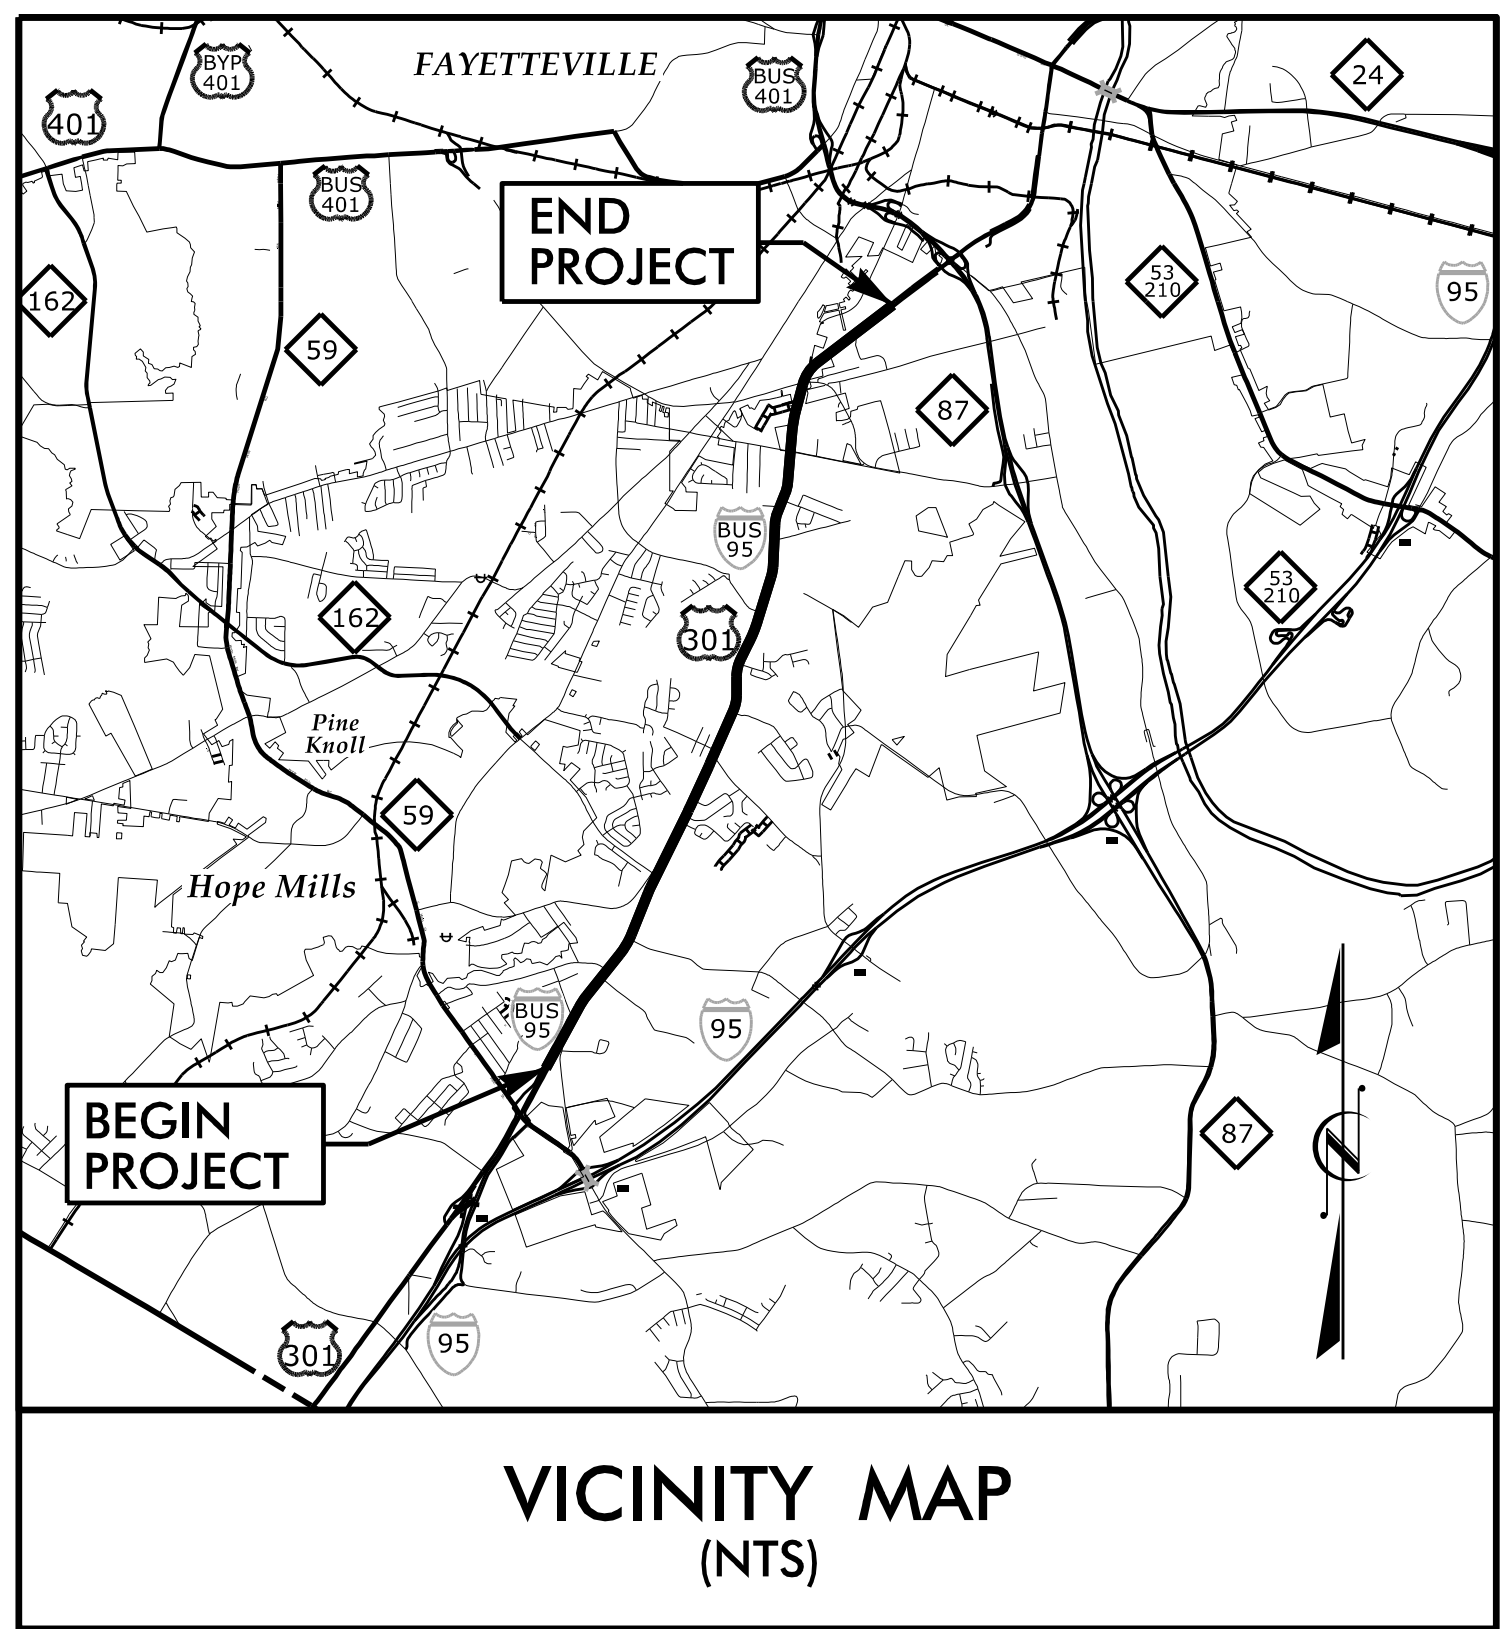 FAYETTEVILLE
BYP
401
BUS
401
24
401
BUS
401
END
PROJECT
53
210
95
162
59
87
BUS
95
53
210
162
301
Pine
Knoll
59
Hope Mills
BUS
95
95
BEGIN
PROJECT
87
N
301
95
VICINITY MAP
(NTS)